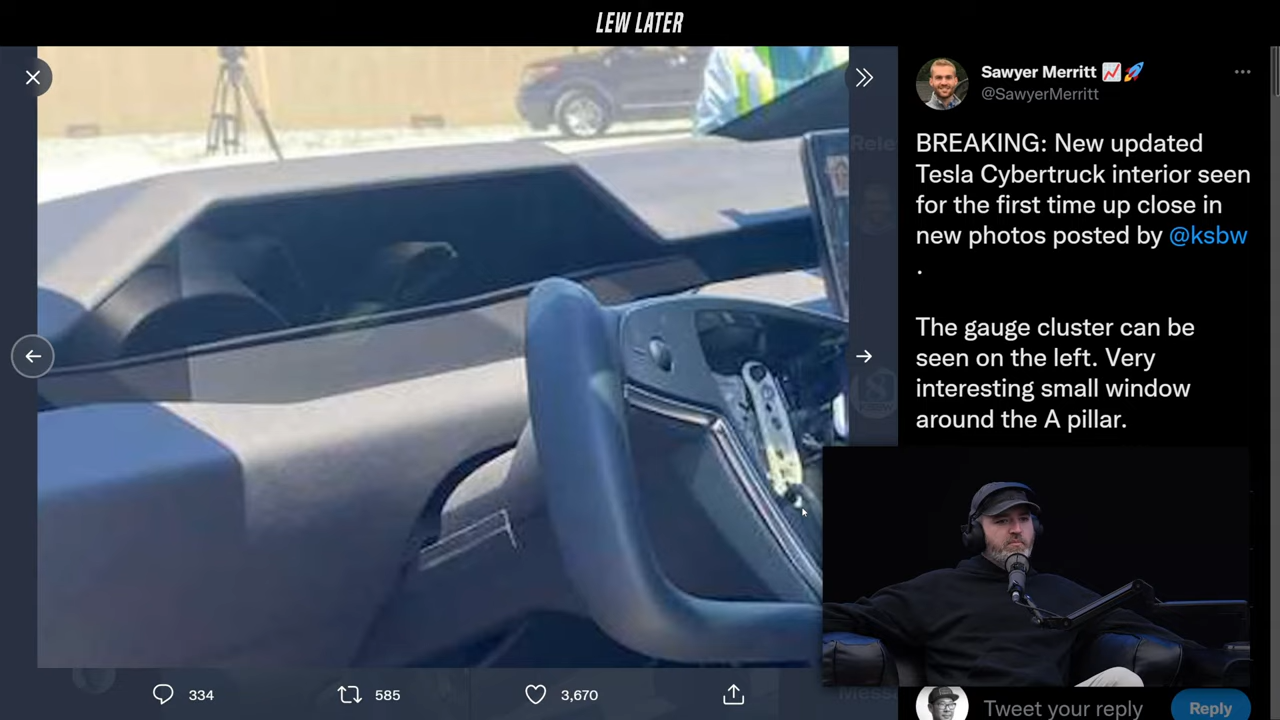 LEW LATER
Sawyer Merritt
@SawyerMerritt
BREAKING: New updated
Tesla Cybertruck interior seen
for the first time up close in
new photos posted by @ksbw
.
The gauge cluster can be
seen on the left. Very
interesting small window
around the A pillar.
Rele
334
585
3,670
Messa
Tweet your reply
Reply